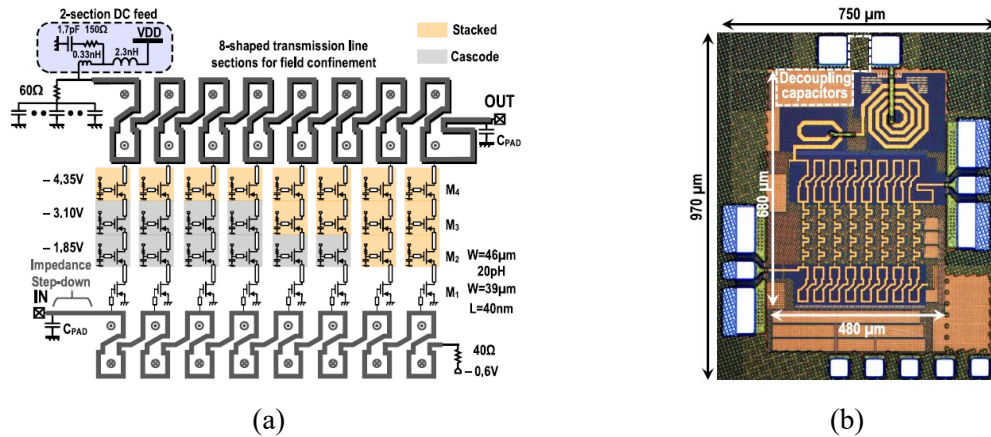 2-section DC feed
1.7pF 150Ω
VDD
0.33nH
2.3nH
60Ω
8-shaped transmission line
sections for field confinement
Stacked
Cascode
OUT
CPAD
– 4,35V
M4
– 3.10V
M3
– 1,85V
M2
W=46µm
20pH
Impedance
Step-down
M1
W=39µm
IN
L=40nm
CPAD
40Ω
– 0,6V
(a)
750 µm
Decoupling
capacitors
970 µm
680 µm
480 µm
(b)